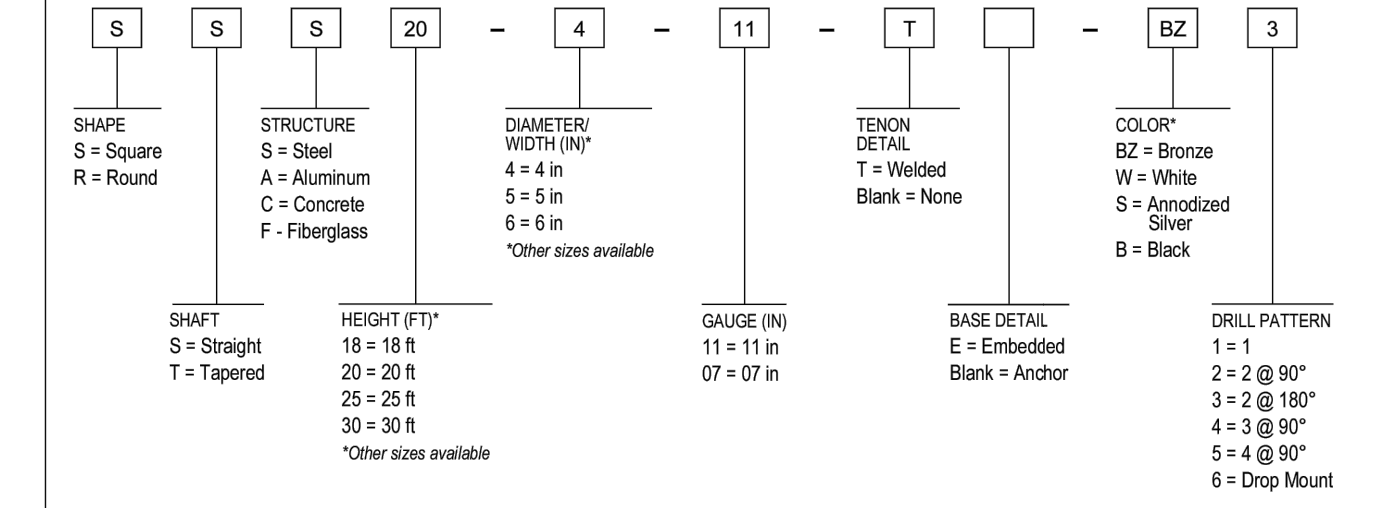 S S S 20 – 4 – 11 – T – BZ 3
SHAPE
S = Square
R = Round
STRUCTURE
S = Steel
A = Aluminum
C = Concrete
F - Fiberglass
DIAMETER/
WIDTH (IN)*
4 = 4 in
5 = 5 in
6 = 6 in
*Other sizes available
TENON
DETAIL
T = Welded
Blank = None
COLOR*
BZ = Bronze
W = White
S = Annodized
Silver
B = Black
SHAFT
S = Straight
T = Tapered
HEIGHT (FT)*
18 = 18 ft
20 = 20 ft
25 = 25 ft
30 = 30 ft
*Other sizes available
GAUGE (IN)
11 = 11 in
07 = 07 in
BASE DETAIL
E = Embedded
Blank = Anchor
DRILL PATTERN
1 = 1
2 = 2 @ 90°
3 = 2 @ 180°
4 = 3 @ 90°
5 = 4 @ 90°
6 = Drop Mount